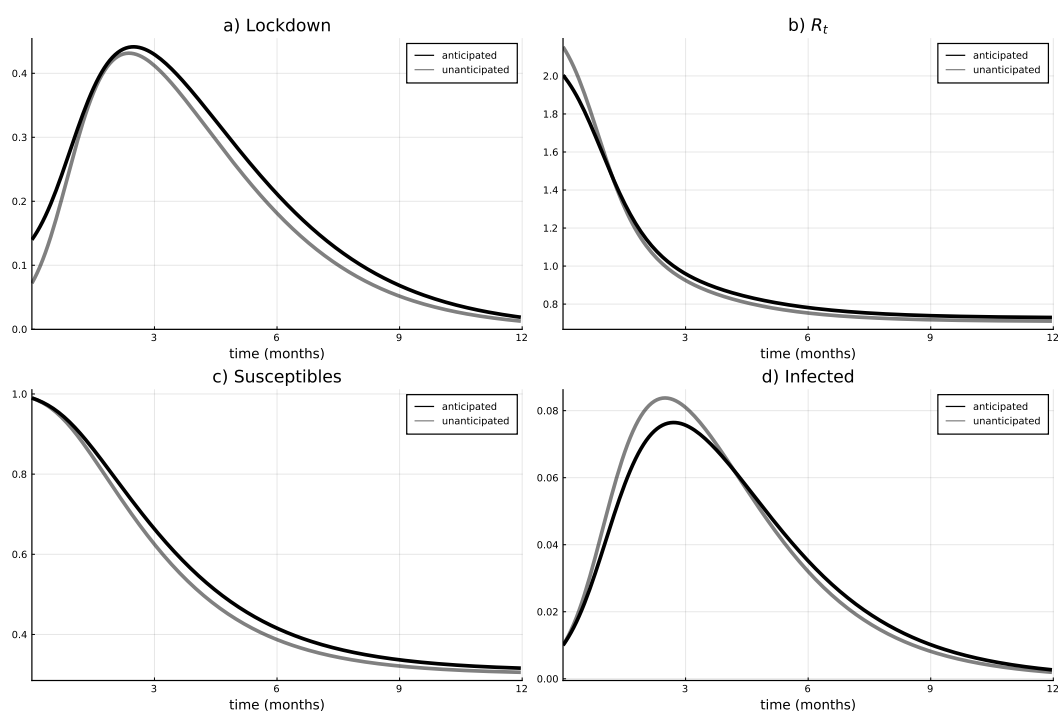 a) Lockdown
anticipated
unanticipated
0.4
0.3
0.2
0.1
0.0
3
6
9
12
time (months)
b) Rₜ
anticipated
unanticipated
2.0
1.8
1.6
1.4
1.2
1.0
0.8
3
6
9
12
time (months)
c) Susceptibles
anticipated
unanticipated
1.0
0.8
0.6
0.4
3
6
9
12
time (months)
d) Infected
anticipated
unanticipated
0.08
0.06
0.04
0.02
0.00
3
6
9
12
time (months)